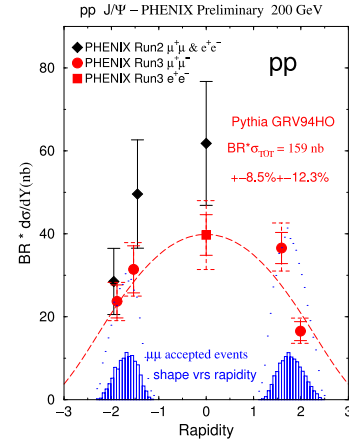 pp J/Ψ – PHENIX Preliminary 200 GeV
PHENIX Run2 μ⁺μ⁻ & e⁺e⁻
PHENIX Run3 μ⁺μ⁻
PHENIX Run3 e⁺e⁻
pp
Pythia GRV94HO
BR*σTOT = 159 nb
+−8.5%+−12.3%
μμ accepted events
shape vrs rapidity
BR* dσ/dY(nb)
80
60
40
20
0
−3 −2 −1 0 1 2 3
Rapidity